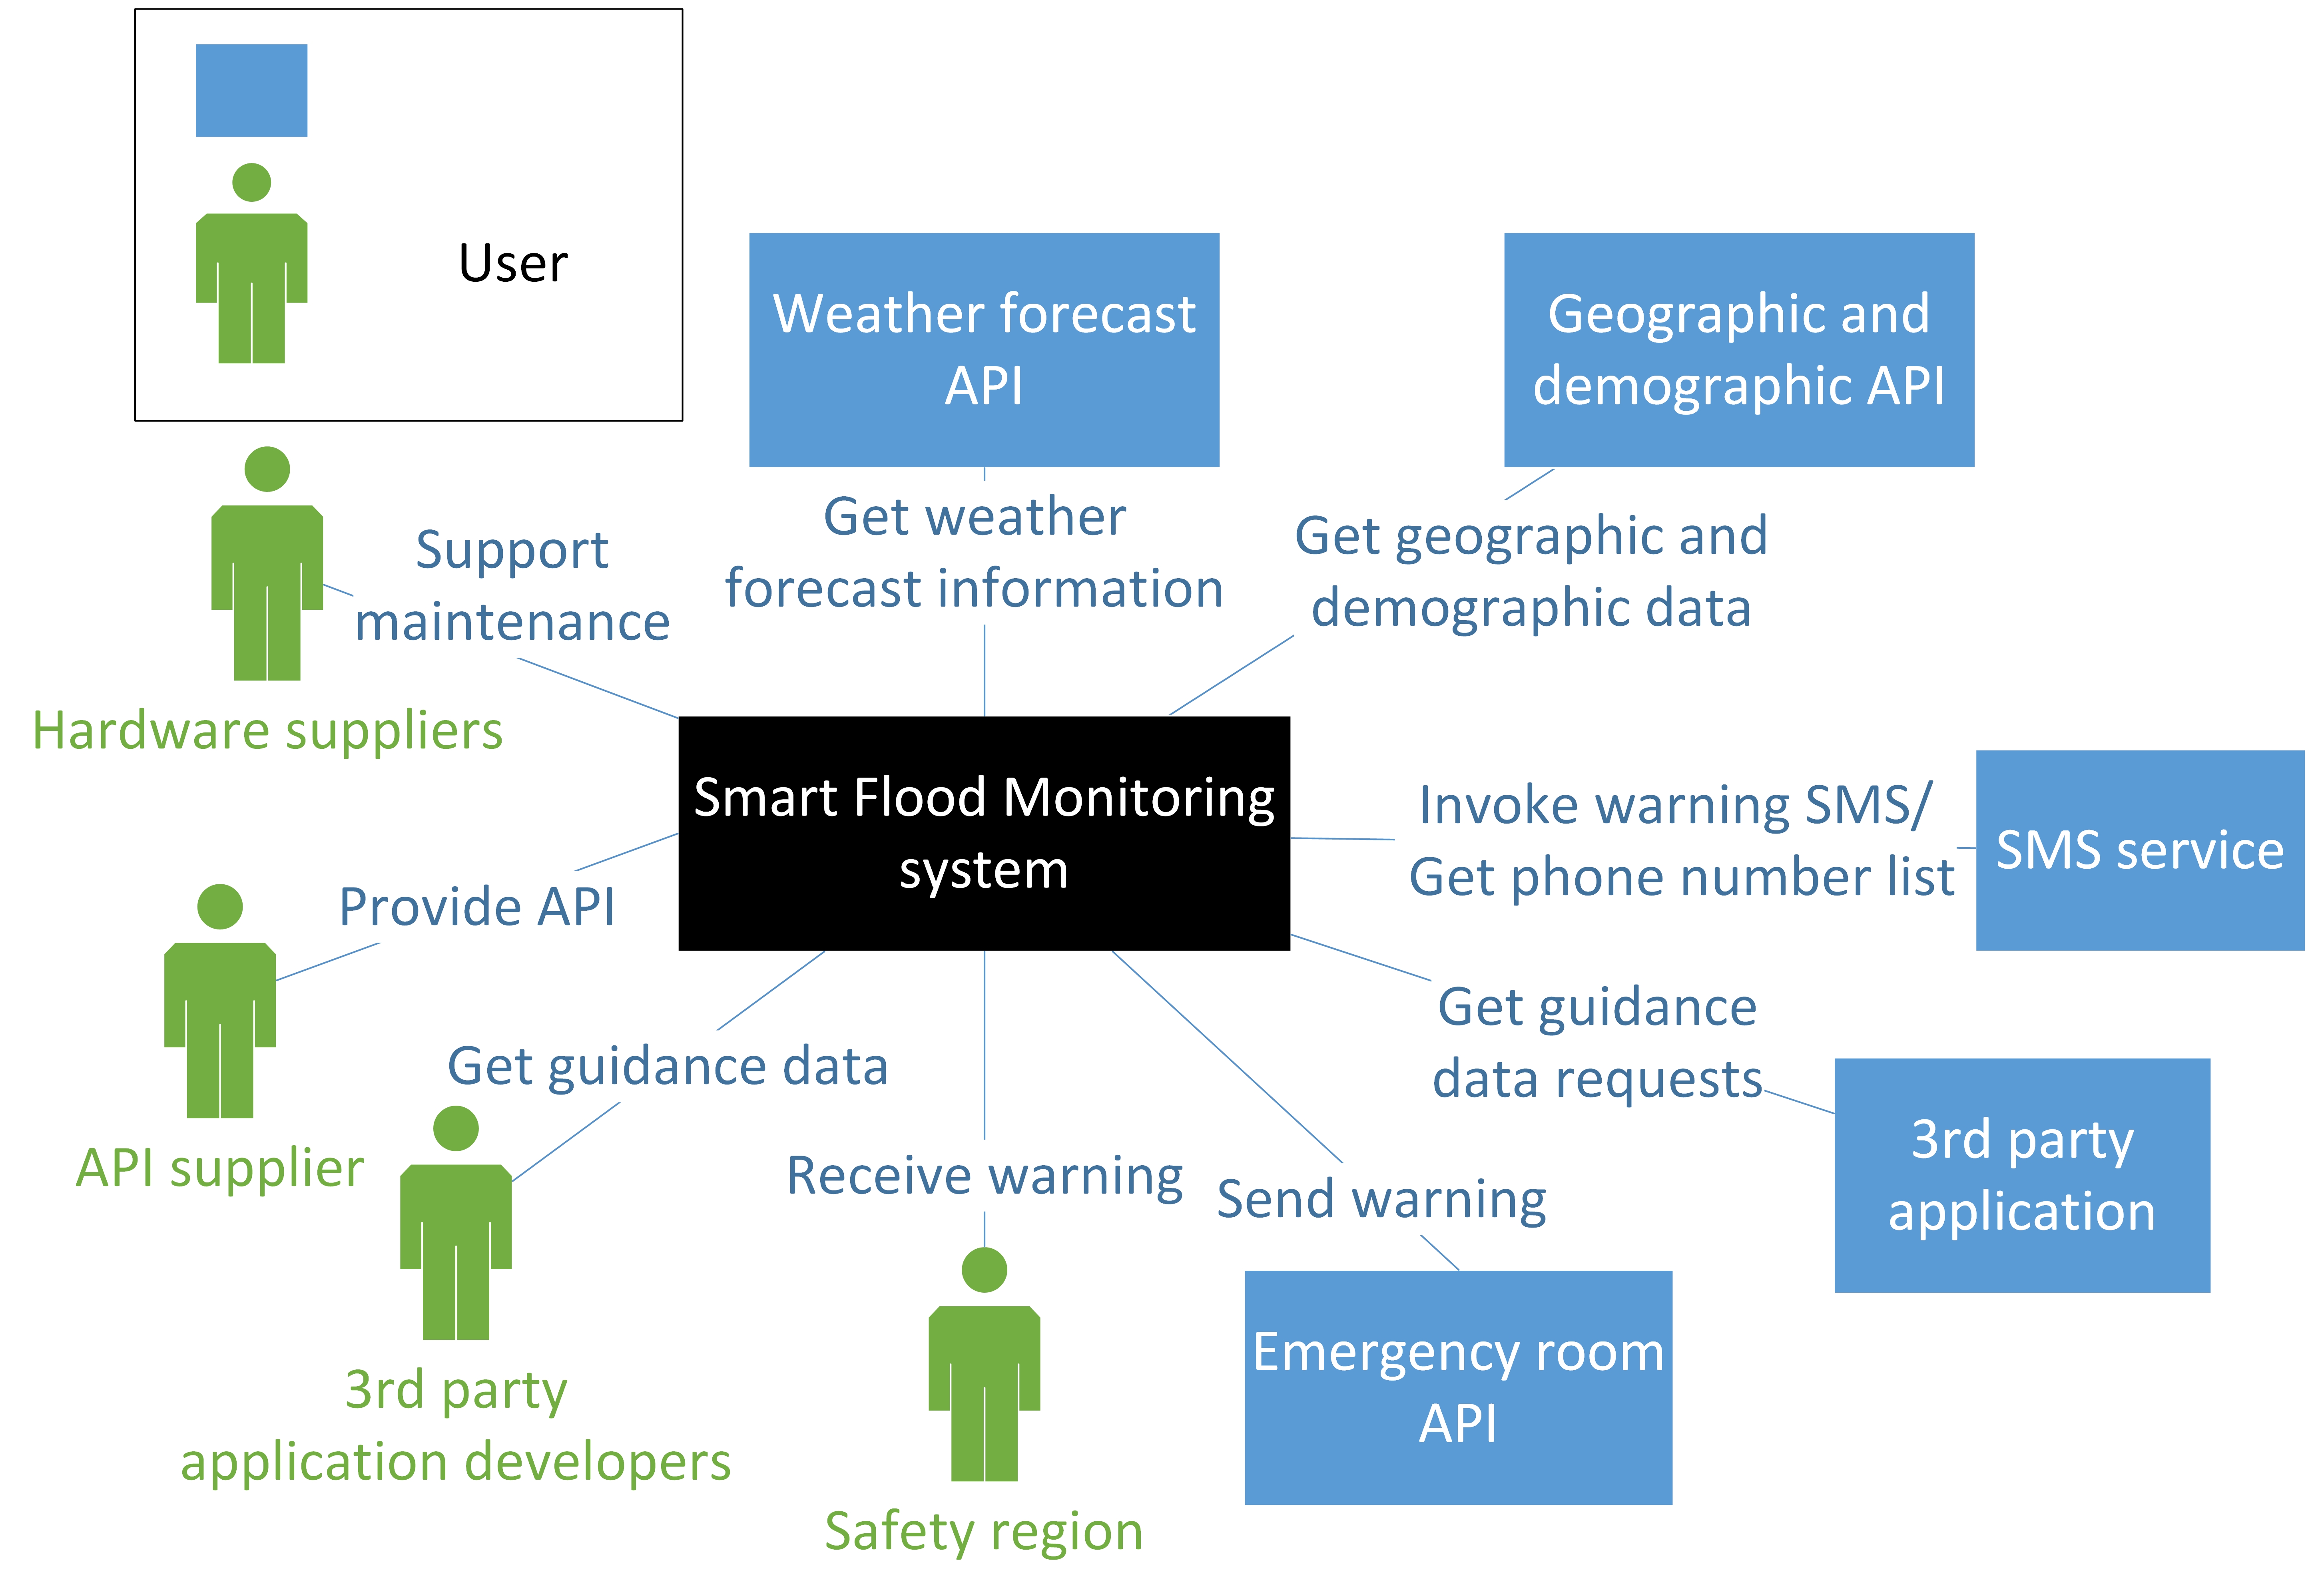 User
Weather forecast
API
Geographic and
demographic API
Support
maintenance
Get weather
forecast information
Get geographic and
demographic data
Hardware suppliers
Smart Flood Monitoring
system
Invoke warning SMS/
Get phone number list
SMS service
Provide API
API supplier
Get guidance data
Get guidance
data requests
3rd party
application
Receive warning
Send warning
3rd party
application developers
Emergency room
API
Safety region